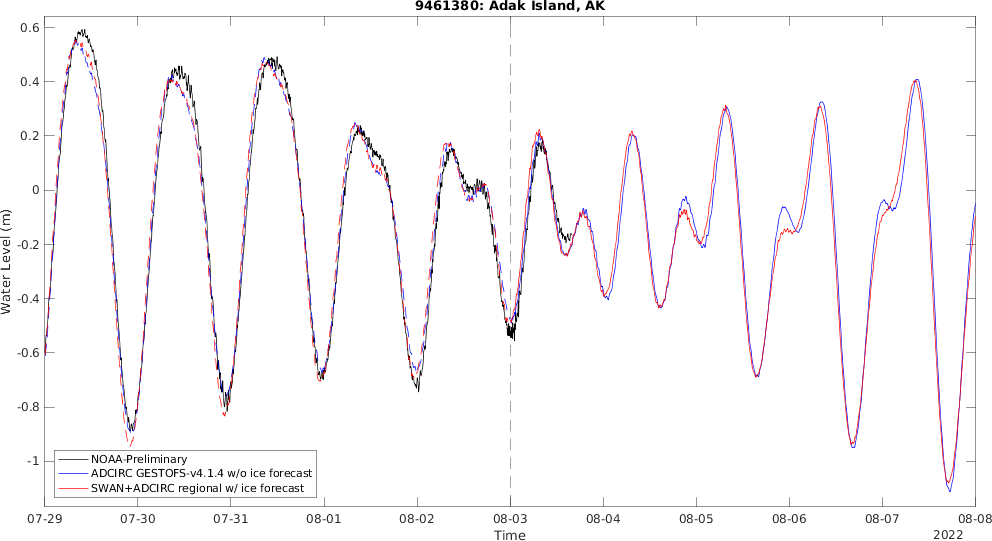 9461380: Adak Island, AK
0.6
0.4
0.2
0
-0.2
-0.4
-0.6
-0.8
-1
Water Level (m)
NOAA-Preliminary
ADCIRC GESTOFS-v4.1.4 w/o ice forecast
SWAN+ADCIRC regional w/ ice forecast
07-29 07-30 07-31 08-01 08-02 08-03 08-04 08-05 08-06 08-07 08-08
Time
2022